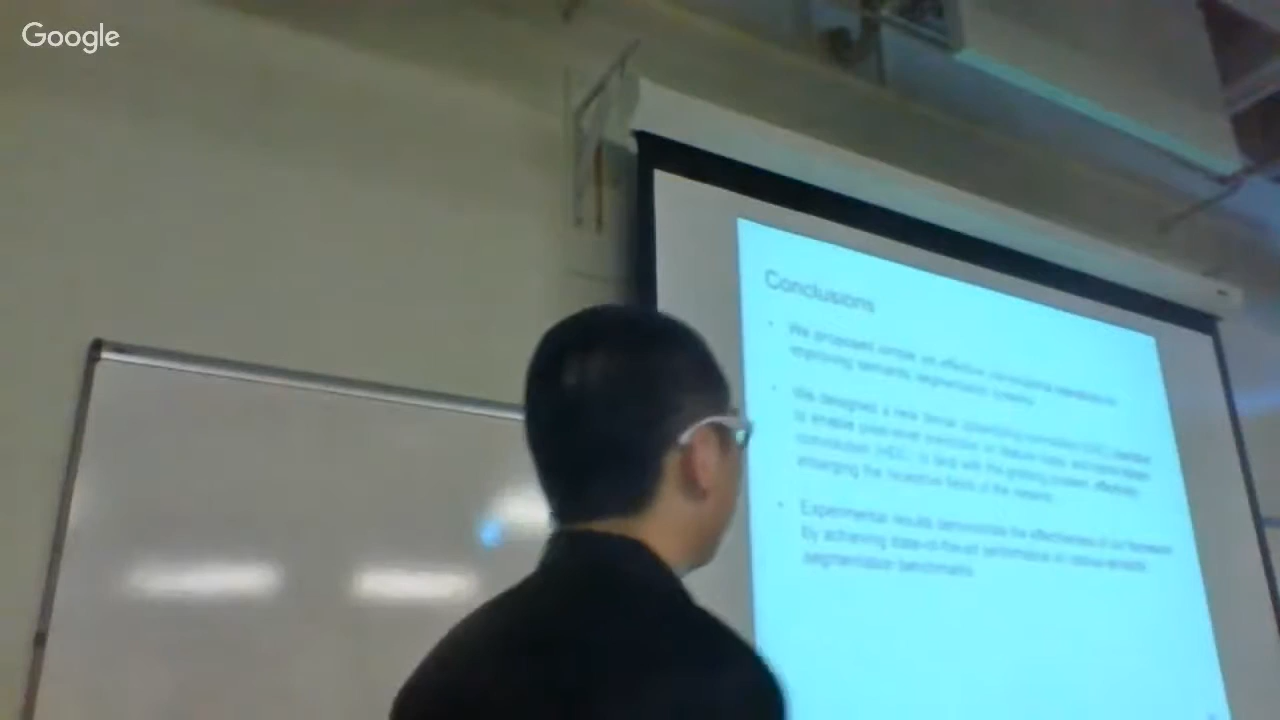 Google
Conclusions
We proposed simple yet effective convolutional operations for
improving semantic segmentation systems.
We designed a new dense upsampling convolution (DUC) operation
to enable pixel-level prediction on feature maps, and hybrid dilated
convolution (HDC) to deal with the gridding problem, effectively
enlarging the receptive fields of the network.
Experimental results demonstrate the effectiveness of our framework
By achieving state-of-the-art performance on various semantic
segmentation benchmarks.